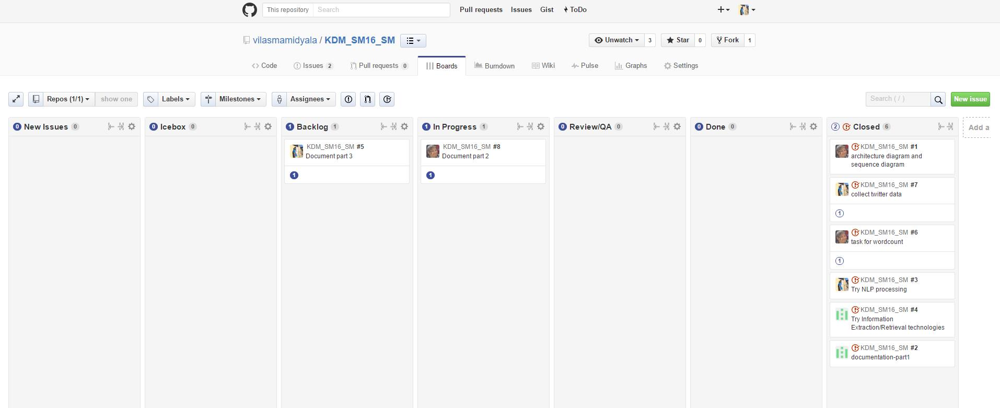 This repository Search Pull requests Issues Gist ToDo
vilasmamidyala / KDM_SM16_SM Unwatch 3 Star 0 Fork 1
Code Issues 2 Pull requests 0 Boards Burndown Wiki Pulse Graphs Settings
Repos (1/1) show one Labels Milestones Assignees Search ( / ) New issue
0 New Issues 0
0 Icebox 0
1 Backlog 1
KDM_SM16_SM #5
Document part 3
1
1 In Progress 1
KDM_SM16_SM #8
Document part 2
1
0 Review/QA 0
0 Done 0
2 Closed 6
KDM_SM16_SM #1
architecture diagram and
sequence diagram
KDM_SM16_SM #7
collect twitter data
1
KDM_SM16_SM #6
task for wordcount
1
KDM_SM16_SM #3
Try NLP processing
KDM_SM16_SM #4
Try Information
Extraction/Retrieval technologies
KDM_SM16_SM #2
documentation-part1
Add a